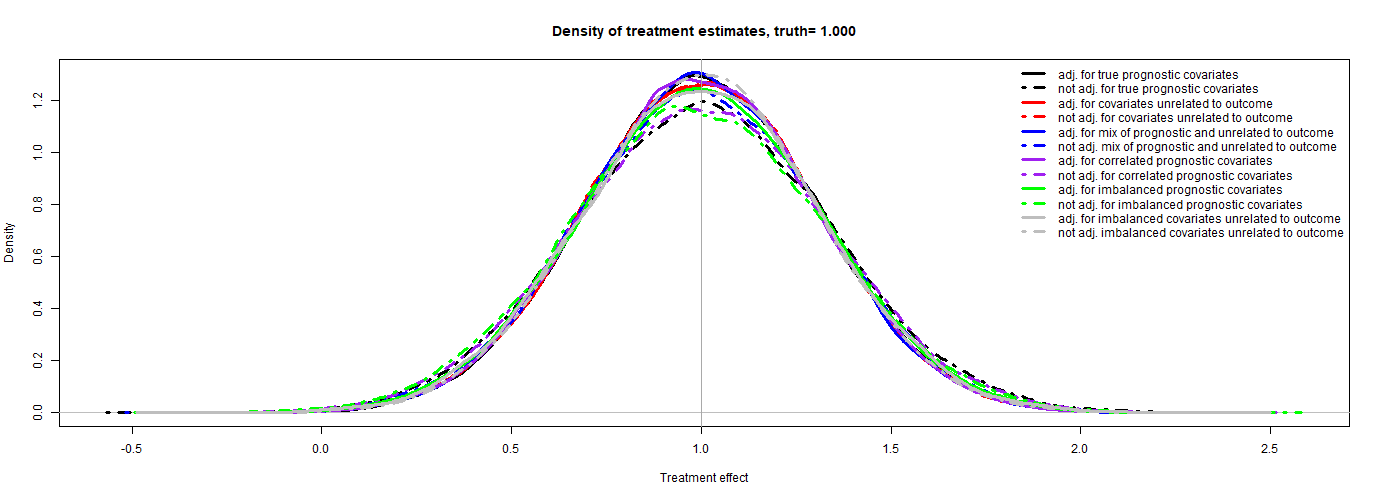 Density of treatment estimates, truth= 1.000
adj. for true prognostic covariates
not adj. for true prognostic covariates
adj. for covariates unrelated to outcome
not adj. for covariates unrelated to outcome
adj. for mix of prognostic and unrelated to outcome
not adj. mix of prognostic and unrelated to outcome
adj. for correlated prognostic covariates
not adj. for correlated prognostic covariates
adj. for imbalanced prognostic covariates
not adj. for imbalanced prognostic covariates
adj. for imbalanced covariates unrelated to outcome
not adj. imbalanced covariates unrelated to outcome
Density
1.2
1.0
0.8
0.6
0.4
0.2
0.0
-0.5 0.0 0.5 1.0 1.5 2.0 2.5
Treatment effect